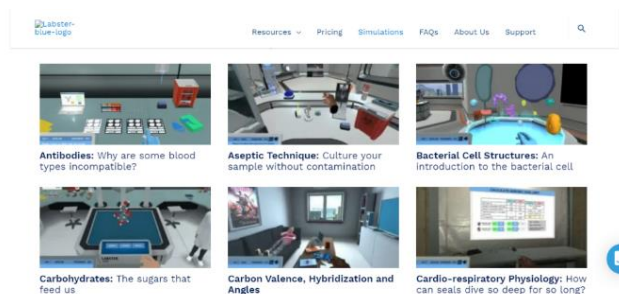 Labster-
blue-logo
Resources Pricing Simulations FAQs About Us Support
Antibodies: Why are some blood
types incompatible?
Aseptic Technique: Culture your
sample without contamination
Bacterial Cell Structures: An
introduction to the bacterial cell
Carbohydrates: The sugars that
feed us
Carbon Valence, Hybridization and
Angles
Cardio-respiratory Physiology: How
can seals dive so deep for so long?